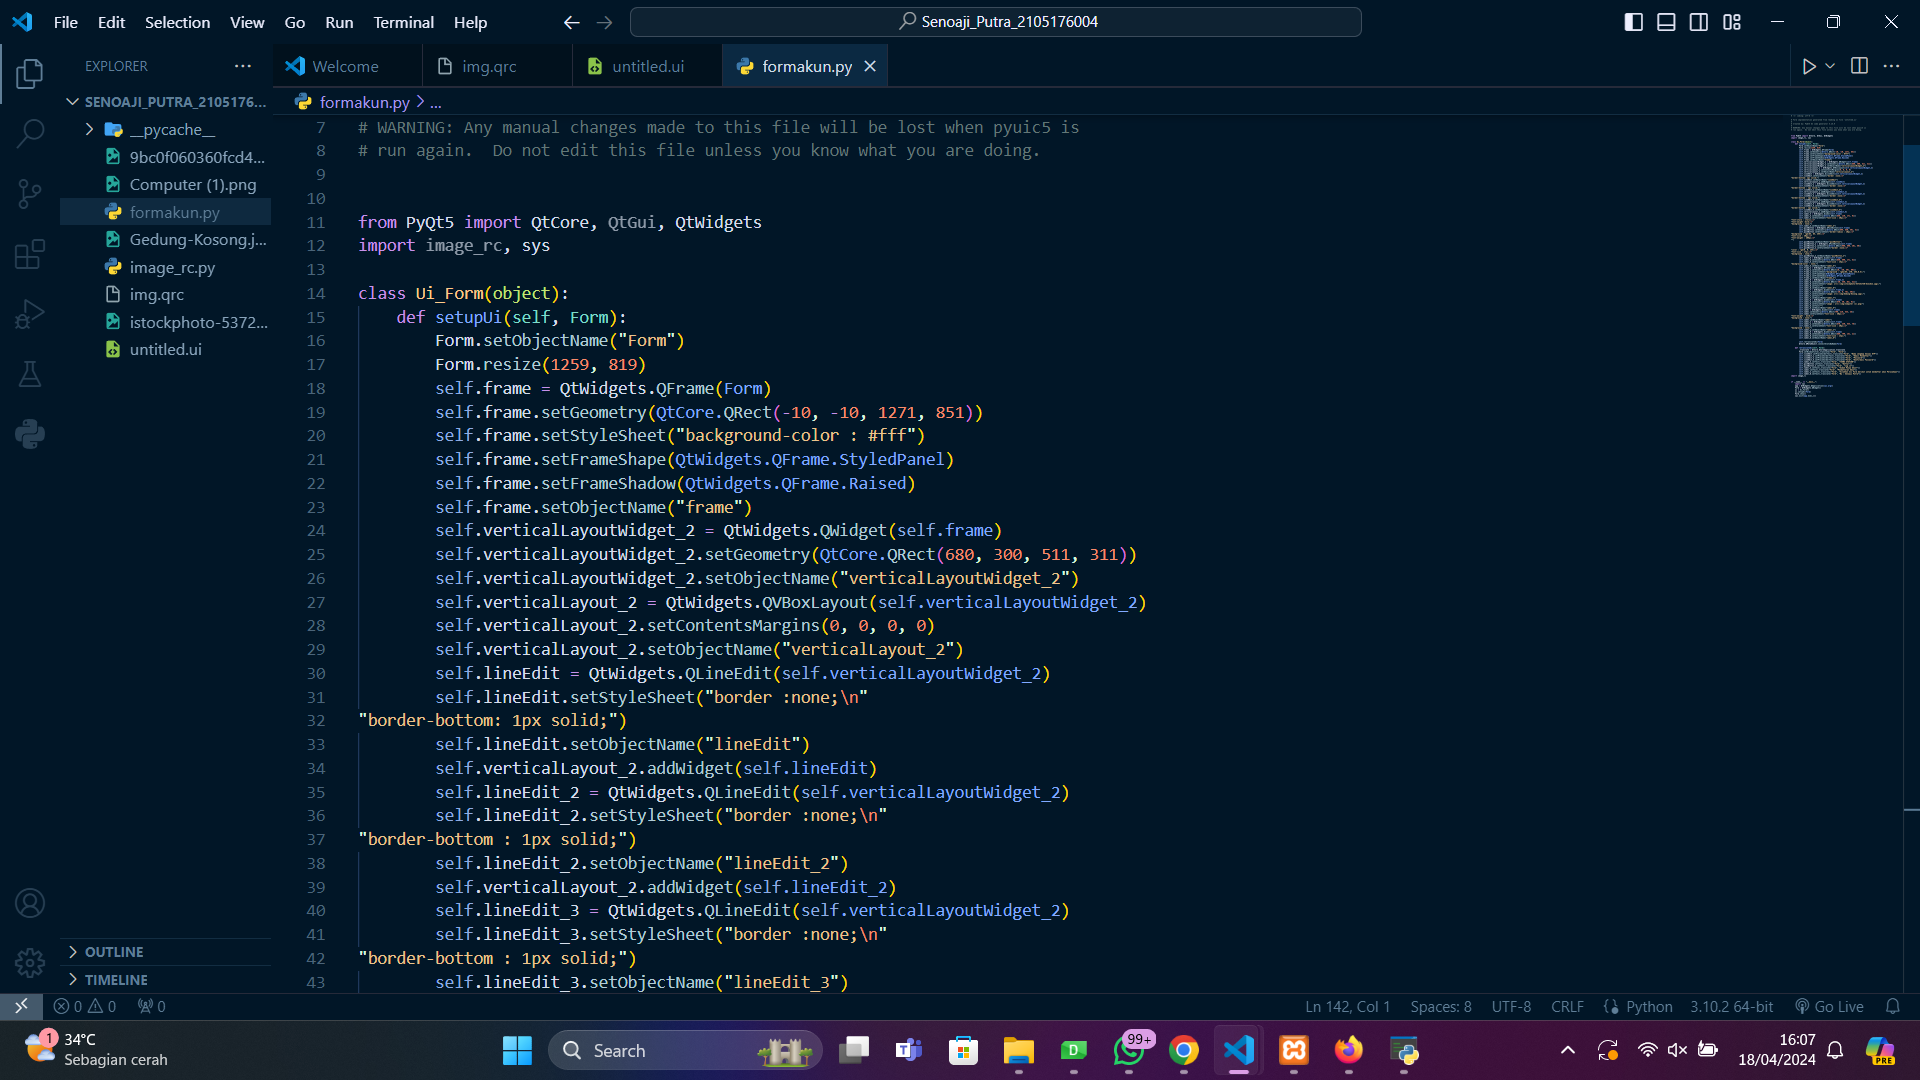 File Edit Selection View Go Run Terminal Help
Senoaji_Putra_2105176004
EXPLORER
Welcome
img.qrc
untitled.ui
formakun.py
SENOAJI_PUTRA_2105176...
__pycache__
9bc0f060360fcd4...
Computer (1).png
formakun.py
Gedung-Kosong.j...
image_rc.py
img.qrc
istockphoto-5372...
untitled.ui
OUTLINE
TIMELINE
formakun.py > ...
7 # WARNING: Any manual changes made to this file will be lost when pyuic5 is
8 # run again.  Do not edit this file unless you know what you are doing.
9
10
11 from PyQt5 import QtCore, QtGui, QtWidgets
12 import image_rc, sys
13
14 class Ui_Form(object):
15     def setupUi(self, Form):
16         Form.setObjectName("Form")
17         Form.resize(1259, 819)
18         self.frame = QtWidgets.QFrame(Form)
19         self.frame.setGeometry(QtCore.QRect(-10, -10, 1271, 851))
20         self.frame.setStyleSheet("background-color : #fff")
21         self.frame.setFrameShape(QtWidgets.QFrame.StyledPanel)
22         self.frame.setFrameShadow(QtWidgets.QFrame.Raised)
23         self.frame.setObjectName("frame")
24         self.verticalLayoutWidget_2 = QtWidgets.QWidget(self.frame)
25         self.verticalLayoutWidget_2.setGeometry(QtCore.QRect(680, 300, 511, 311))
26         self.verticalLayoutWidget_2.setObjectName("verticalLayoutWidget_2")
27         self.verticalLayout_2 = QtWidgets.QVBoxLayout(self.verticalLayoutWidget_2)
28         self.verticalLayout_2.setContentsMargins(0, 0, 0, 0)
29         self.verticalLayout_2.setObjectName("verticalLayout_2")
30         self.lineEdit = QtWidgets.QLineEdit(self.verticalLayoutWidget_2)
31         self.lineEdit.setStyleSheet("border :none;\n"
32 "border-bottom: 1px solid;")
33         self.lineEdit.setObjectName("lineEdit")
34         self.verticalLayout_2.addWidget(self.lineEdit)
35         self.lineEdit_2 = QtWidgets.QLineEdit(self.verticalLayoutWidget_2)
36         self.lineEdit_2.setStyleSheet("border :none;\n"
37 "border-bottom : 1px solid;")
38         self.lineEdit_2.setObjectName("lineEdit_2")
39         self.verticalLayout_2.addWidget(self.lineEdit_2)
40         self.lineEdit_3 = QtWidgets.QLineEdit(self.verticalLayoutWidget_2)
41         self.lineEdit_3.setStyleSheet("border :none;\n"
42 "border-bottom : 1px solid;")
43         self.lineEdit_3.setObjectName("lineEdit_3")
0 0 0
Ln 142, Col 1 Spaces: 8 UTF-8 CRLF Python 3.10.2 64-bit Go Live
1
34°C
Sebagian cerah
Search
99+
16:07
18/04/2024
PRE